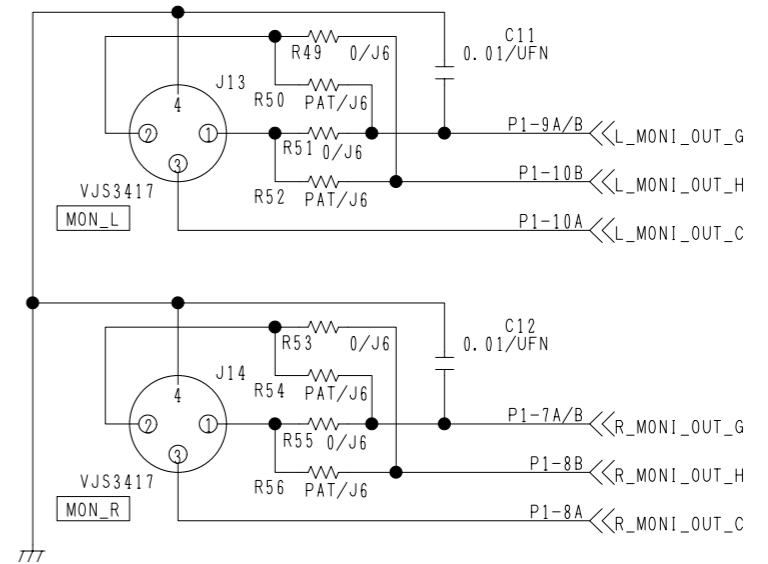 C11
R49 0/J6 0.01/UFN
J13
4
R50 PAT/J6
2 1
R51 0/J6
P1-9A/B L_MONI_OUT_G
3
VJS3417
R52 PAT/J6
P1-10B L_MONI_OUT_H
MON_L
P1-10A L_MONI_OUT_C
C12
R53 0/J6 0.01/UFN
J14
4
R54 PAT/J6
2 1
R55 0/J6
P1-7A/B R_MONI_OUT_G
3
VJS3417
R56 PAT/J6
P1-8B R_MONI_OUT_H
MON_R
P1-8A R_MONI_OUT_C